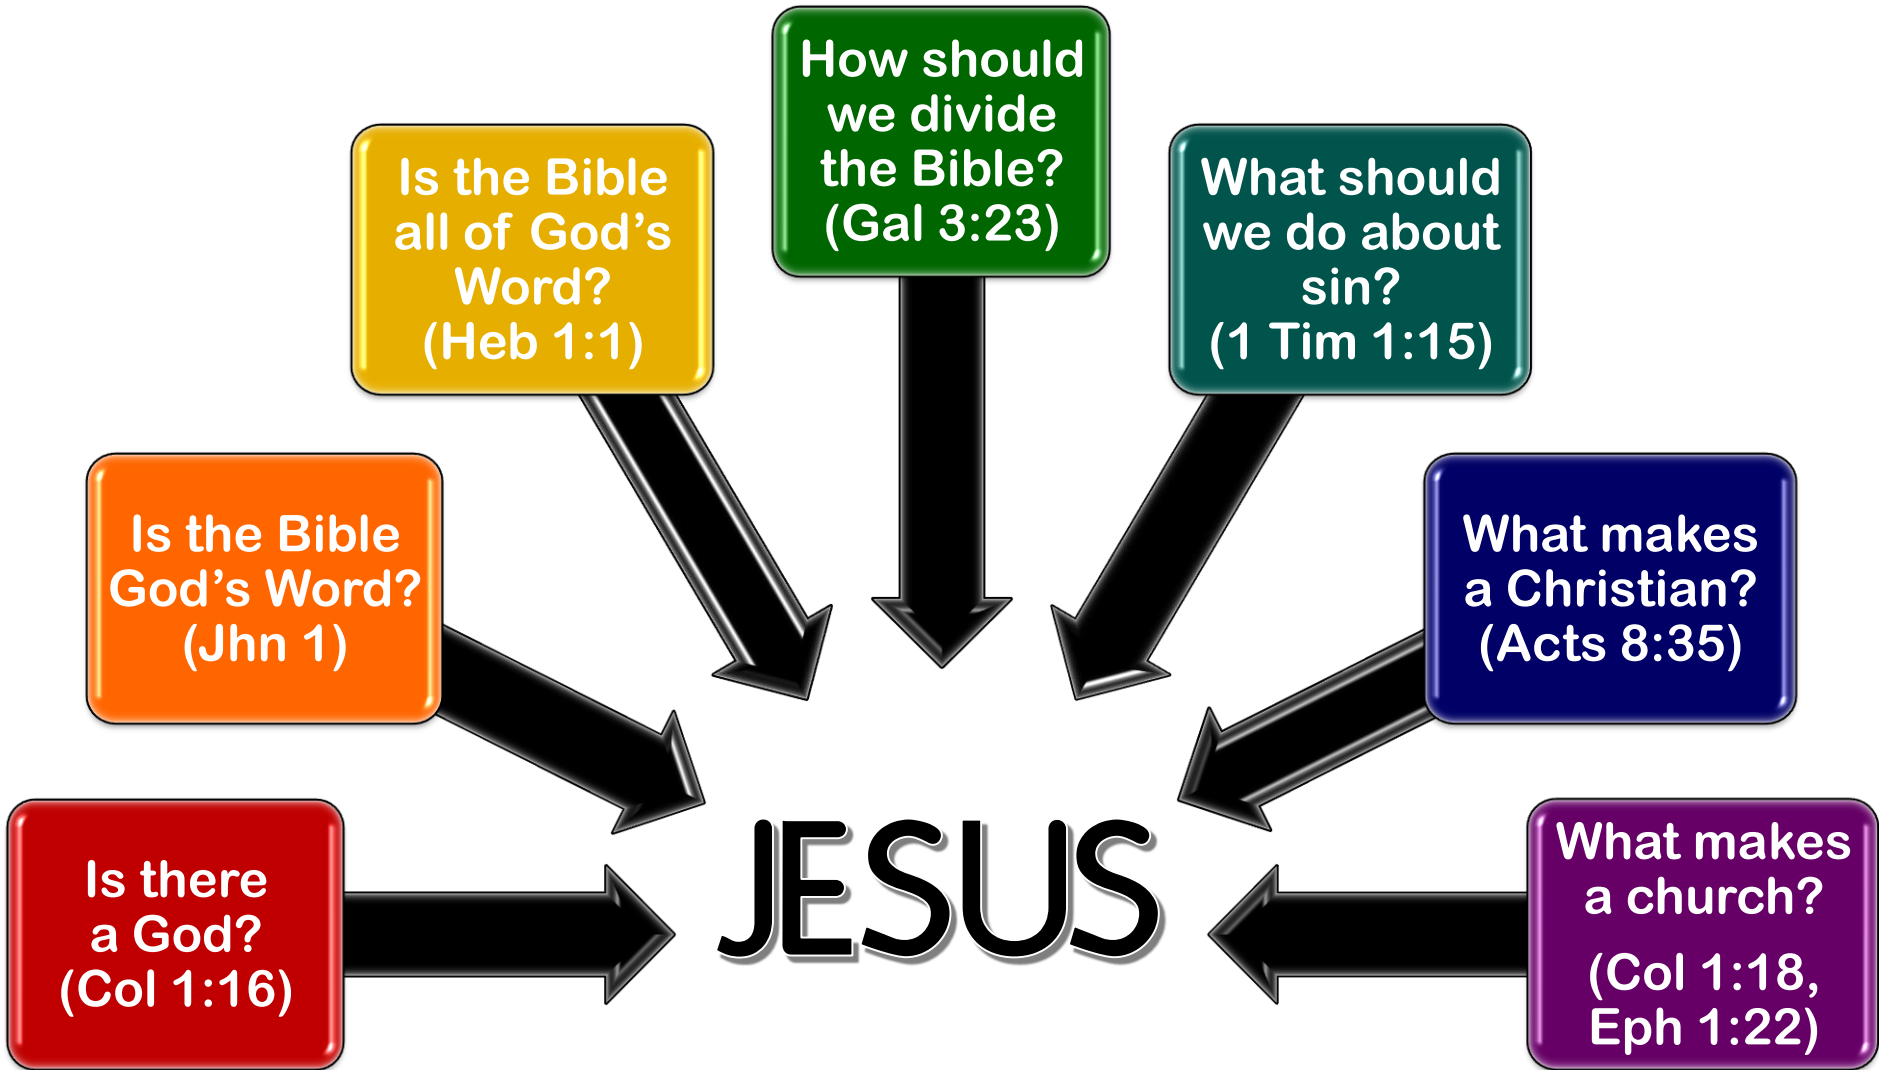 How should
we divide
the Bible?
(Gal 3:23)
Is the Bible
all of God’s
Word?
(Heb 1:1)
What should
we do about
sin?
(1 Tim 1:15)
Is the Bible
God’s Word?
(Jhn 1)
What makes
a Christian?
(Acts 8:35)
Is there
a God?
(Col 1:16)
JESUS
What makes
a church?
(Col 1:18,
Eph 1:22)